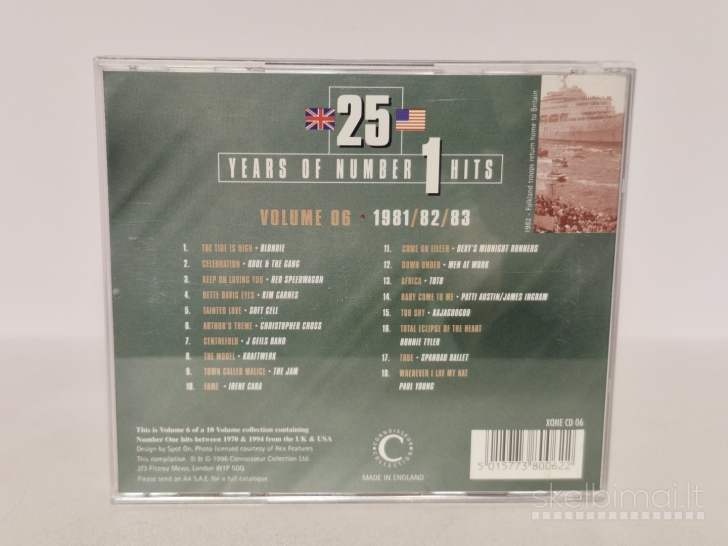 25
YEARS OF NUMBER 1 HITS
1982 - Falkland troops return home to Britain
VOLUME 06 • 1981/82/83
1. THE TIDE IS HIGH • BLONDIE
2. CELEBRATION • KOOL & THE GANG
3. KEEP ON LOVING YOU • REO SPEEDWAGON
4. BETTE DAVIS EYES • KIM CARNES
5. TAINTED LOVE • SOFT CELL
6. ARTHUR'S THEME • CHRISTOPHER CROSS
7. CENTREFOLD • J GEILS BAND
8. THE MODEL • KRAFTWERK
9. TOWN CALLED MALICE • THE JAM
10. FAME • IRENE CARA
11. COME ON EILEEN • DEXY'S MIDNIGHT RUNNERS
12. DOWN UNDER • MEN AT WORK
13. AFRICA • TOTO
14. BABY COME TO ME • PATTI AUSTIN/JAMES INGRAM
15. TOO SHY • KAJAGOOGOO
16. TOTAL ECLIPSE OF THE HEART
BONNIE TYLER
17. TRUE • SPANDAU BALLET
18. WHEREVER I LAY MY HAT
PAUL YOUNG
This is Volume 6 of a 10 Volume collection containing
Number One hits between 1970 & 1994 from the UK & USA
Design by Spot On. Photo licensed courtesy of Rex Features
This compilation ℗ & © 1996 Connoisseur Collection Ltd.
2/3 Fitzroy Mews, London W1P 5DQ
Please send an A4 S.A.E. for a full catalogue
CONNOISSEUR COLLECTION
C
MADE IN ENGLAND
XONE CD 06
5 015773 800622
skelbimai.lt